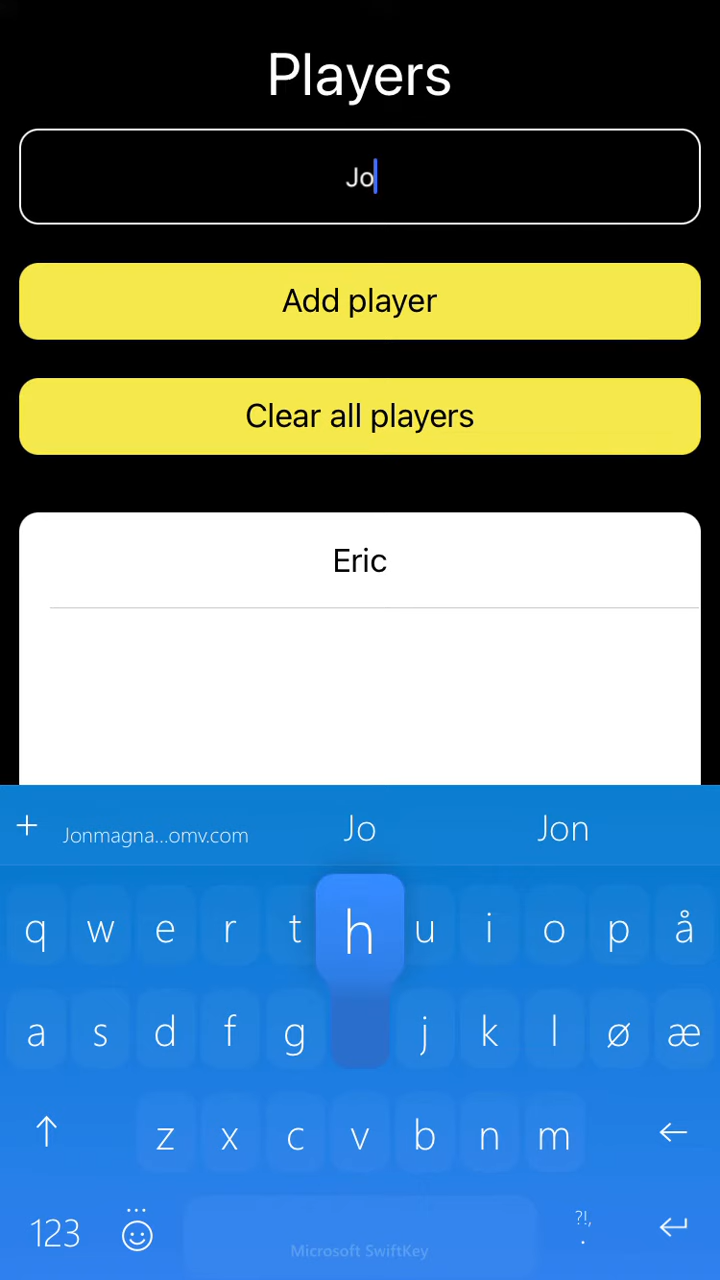 Players
Jo
Add player
Clear all players
Eric
+ Jonmagna...omv.com Jo Jon
q w e r t h u i o p å
a s d f g j k l ø æ
↑ z x c v b n m ←
123 ?!,.
Microsoft SwiftKey